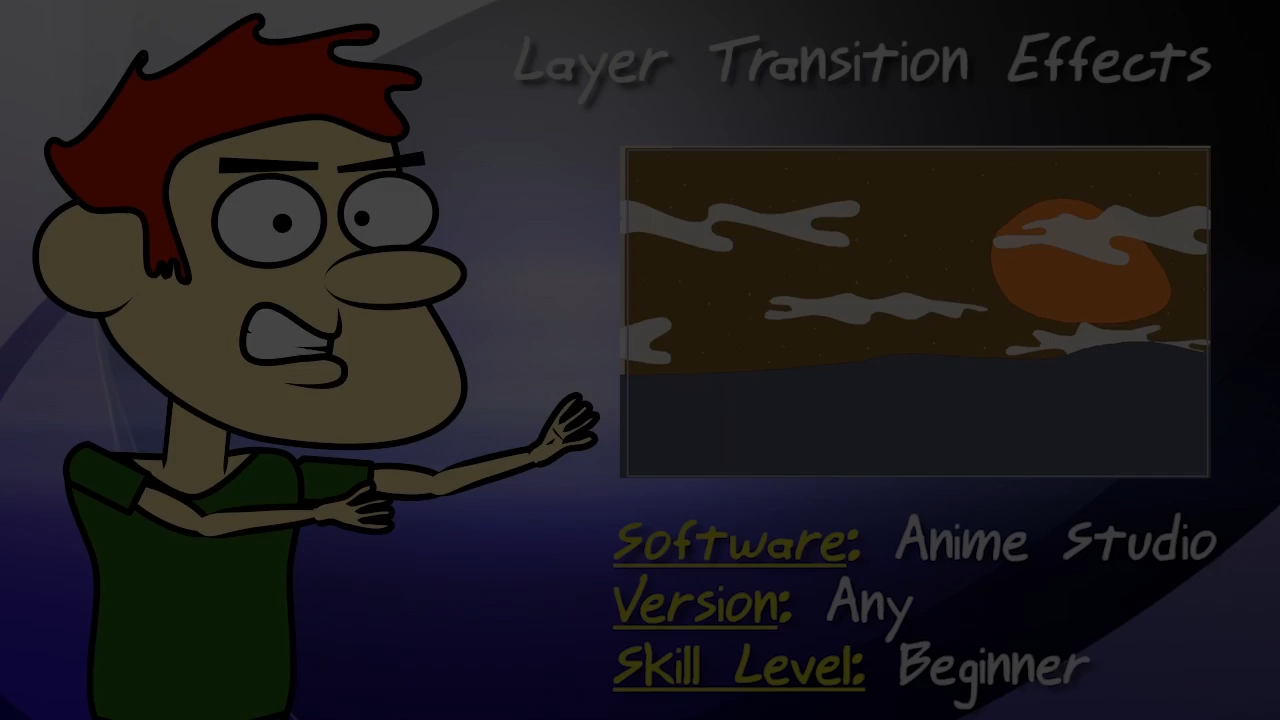 Layer Transition Effects
Software: Anime Studio
Version: Any
Skill Level: Beginner